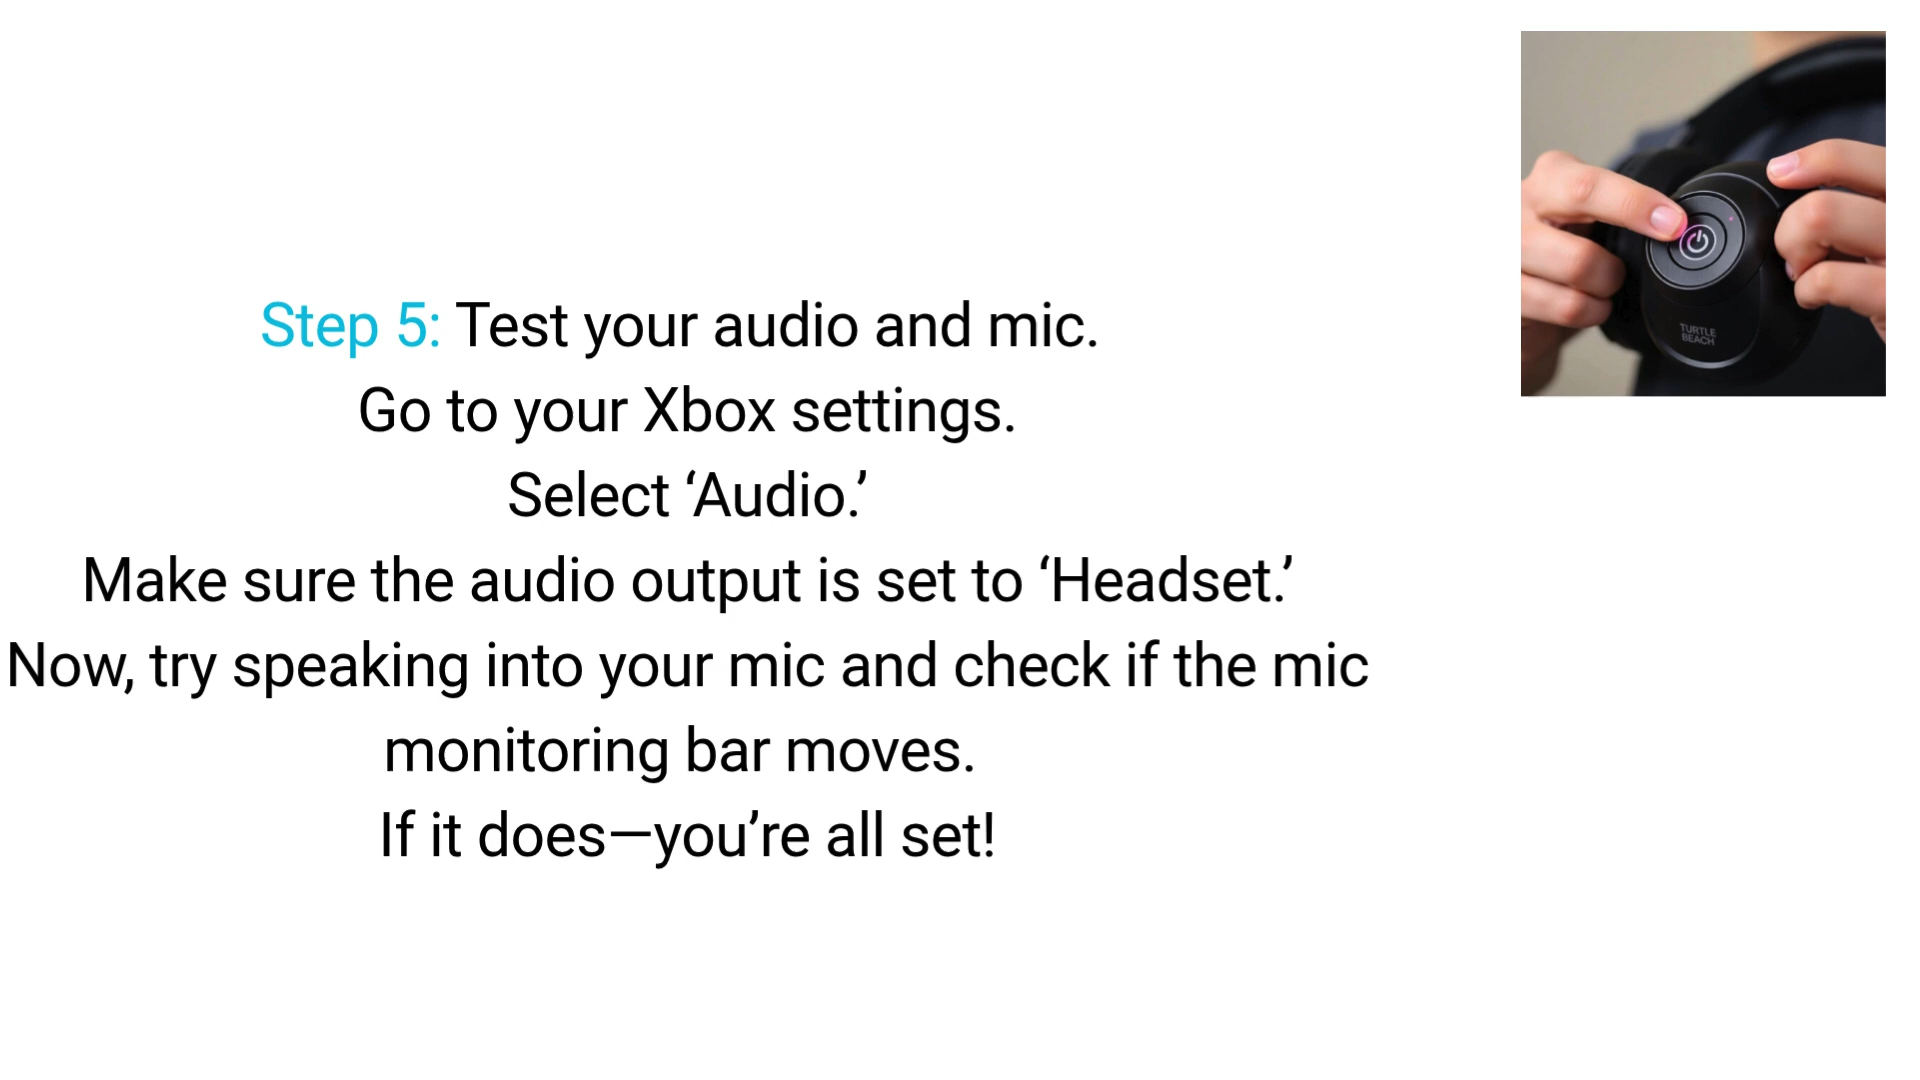 Step 5: Test your audio and mic.
Go to your Xbox settings.
Select ‘Audio.’
Make sure the audio output is set to ‘Headset.’
Now, try speaking into your mic and check if the mic
monitoring bar moves.
If it does—you’re all set!
TURTLE
BEACH